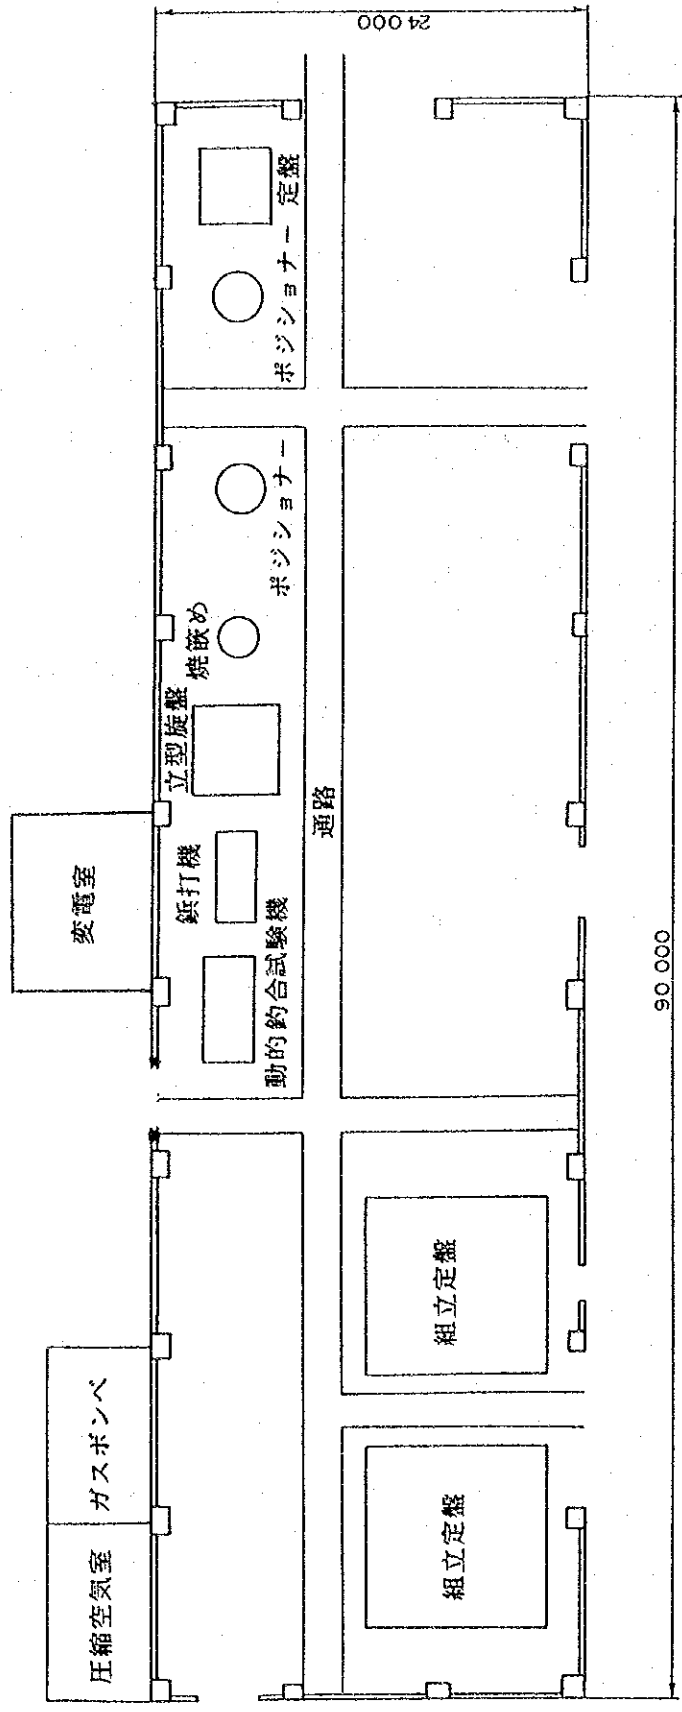 圧縮空気室
ガスボンベ
変電室
動的釣合試験機
鋲打機
立型旋盤
焼嵌め
ポジショナー
ポジショナー
定盤
通路
組立定盤
組立定盤
24 000
90 000